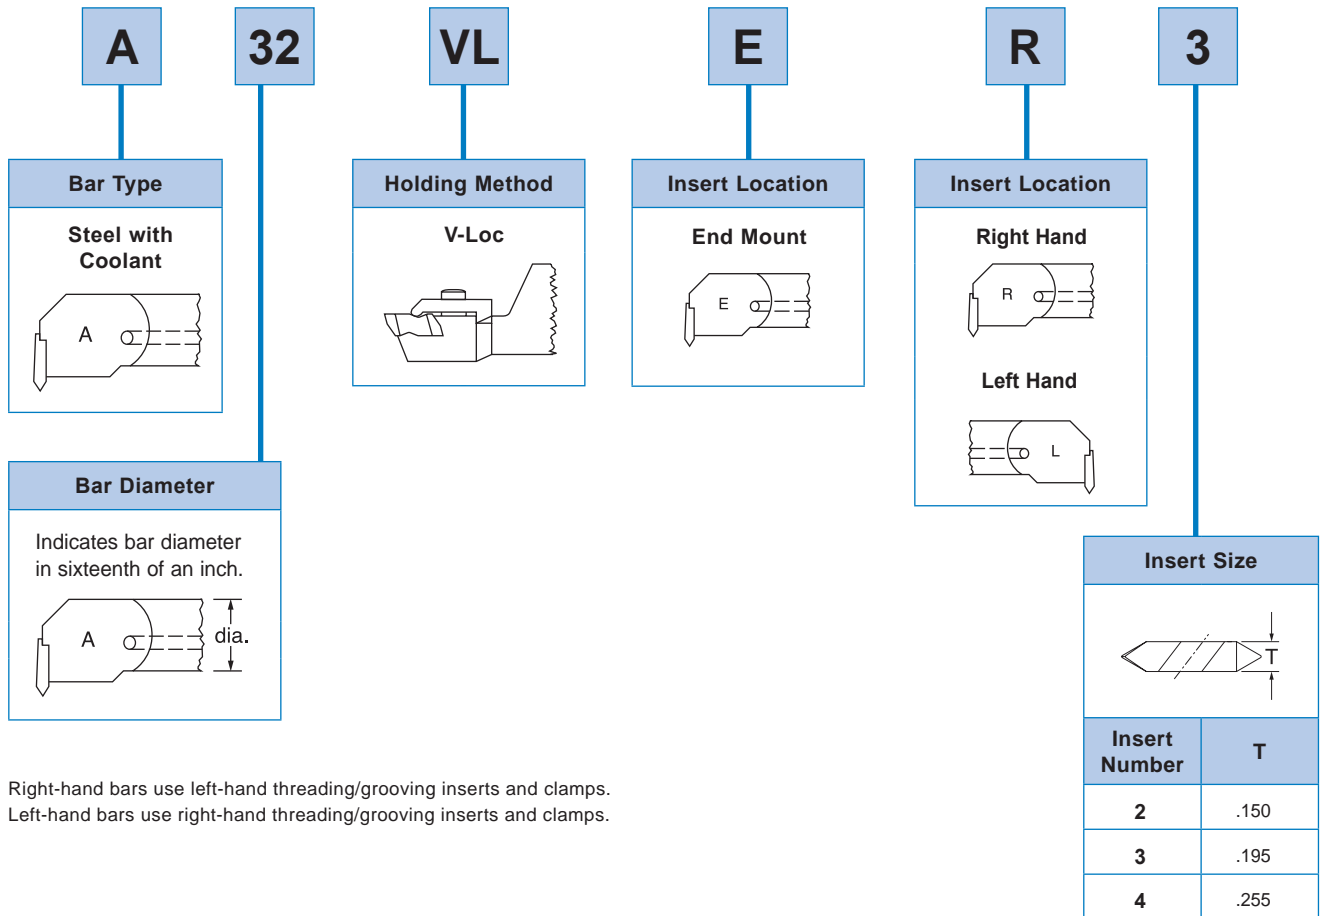 A 32 VL E R 3
Bar Type
Steel with
Coolant
A
Holding Method
V-Loc
Insert Location
End Mount
E
Insert Location
Right Hand
R
Left Hand
L
Bar Diameter
Indicates bar diameter
in sixteenth of an inch.
A
dia.
Insert Size
T
Insert
Number
T
2 .150
3 .195
4 .255
Right-hand bars use left-hand threading/grooving inserts and clamps.
Left-hand bars use right-hand threading/grooving inserts and clamps.